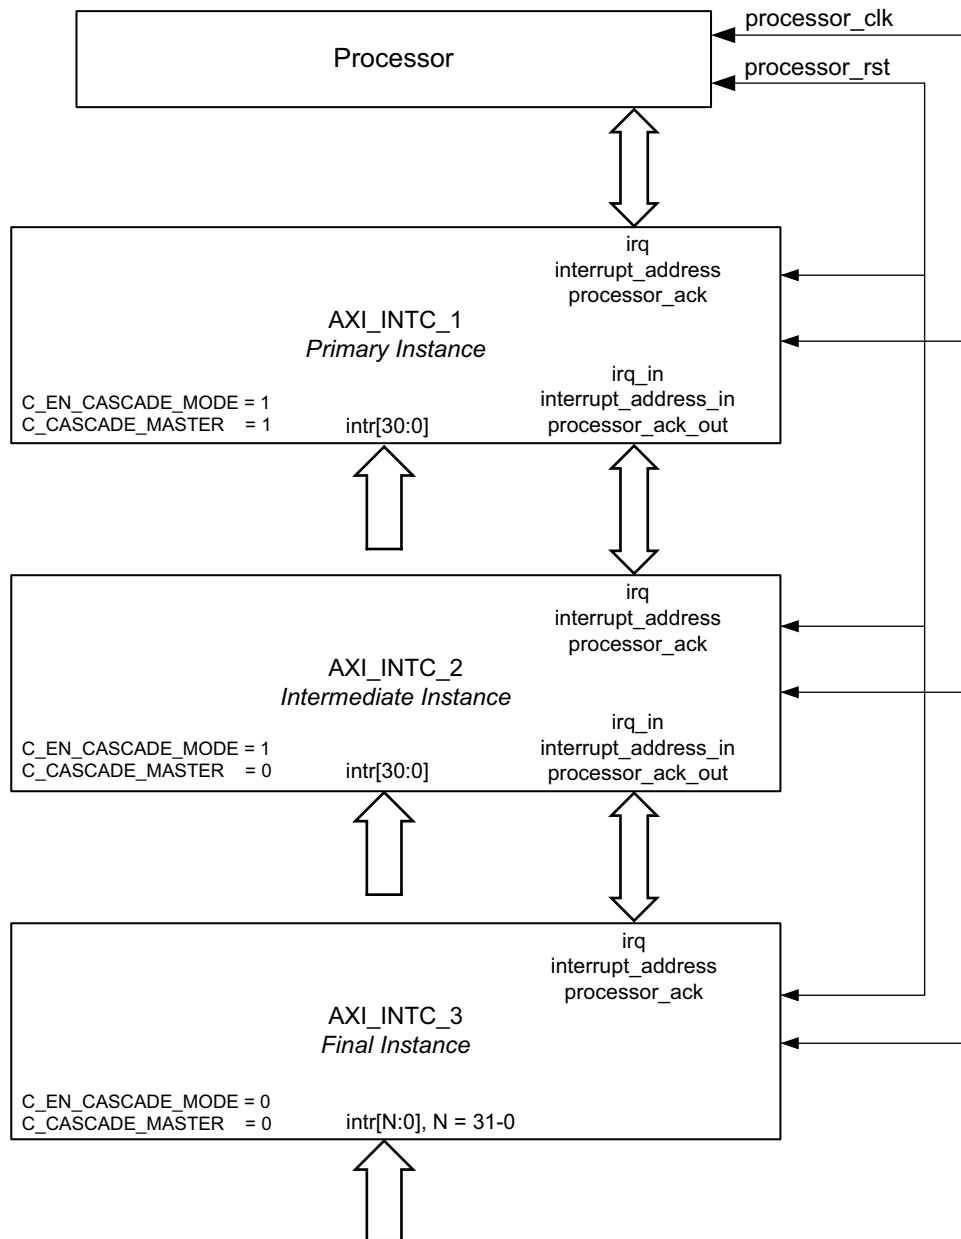 processor_clk
Processor
processor_rst
irq
interrupt_address
processor_ack
AXI_INTC_1
Primary Instance
irq_in
interrupt_address_in
processor_ack_out
C_EN_CASCADE_MODE = 1
C_CASCADE_MASTER = 1
intr[30:0]
irq
interrupt_address
processor_ack
AXI_INTC_2
Intermediate Instance
irq_in
interrupt_address_in
processor_ack_out
C_EN_CASCADE_MODE = 1
C_CASCADE_MASTER = 0
intr[30:0]
irq
interrupt_address
processor_ack
AXI_INTC_3
Final Instance
C_EN_CASCADE_MODE = 0
C_CASCADE_MASTER = 0
intr[N:0], N = 31-0